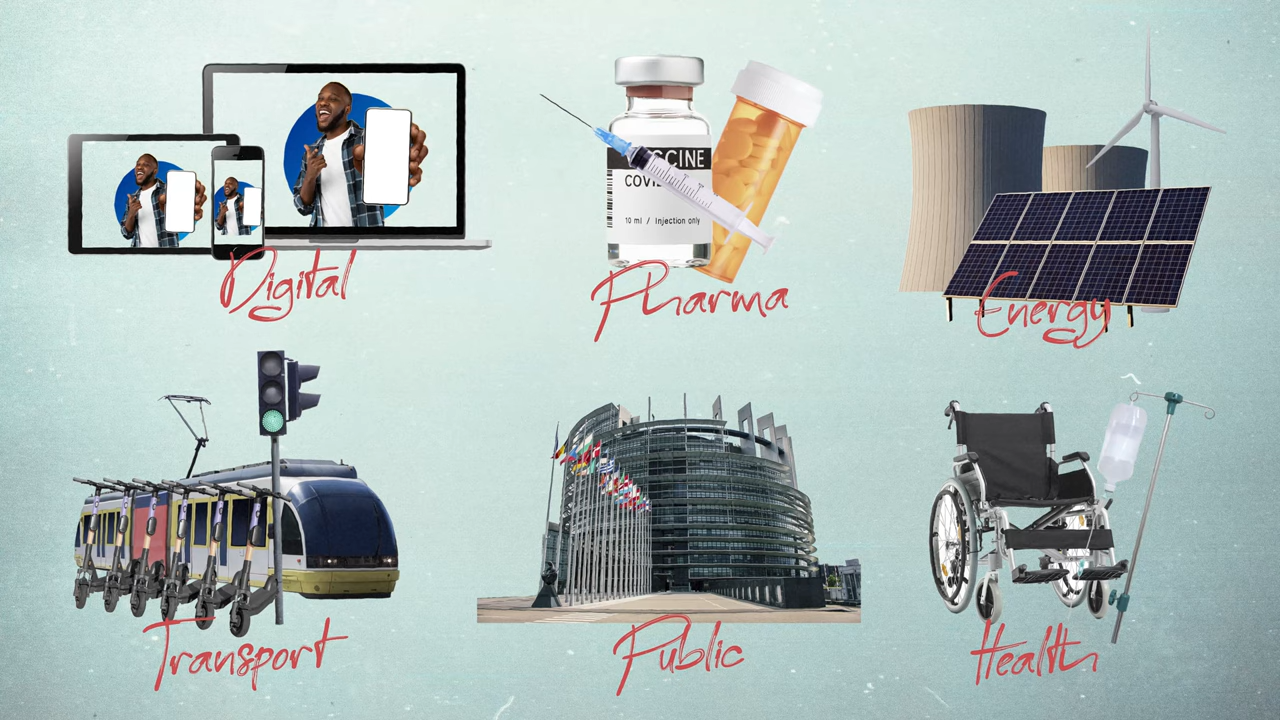 Digital
VACCINE
COVI
10 ml / Injection only
Pharma
Energy
Transport
Public
Health